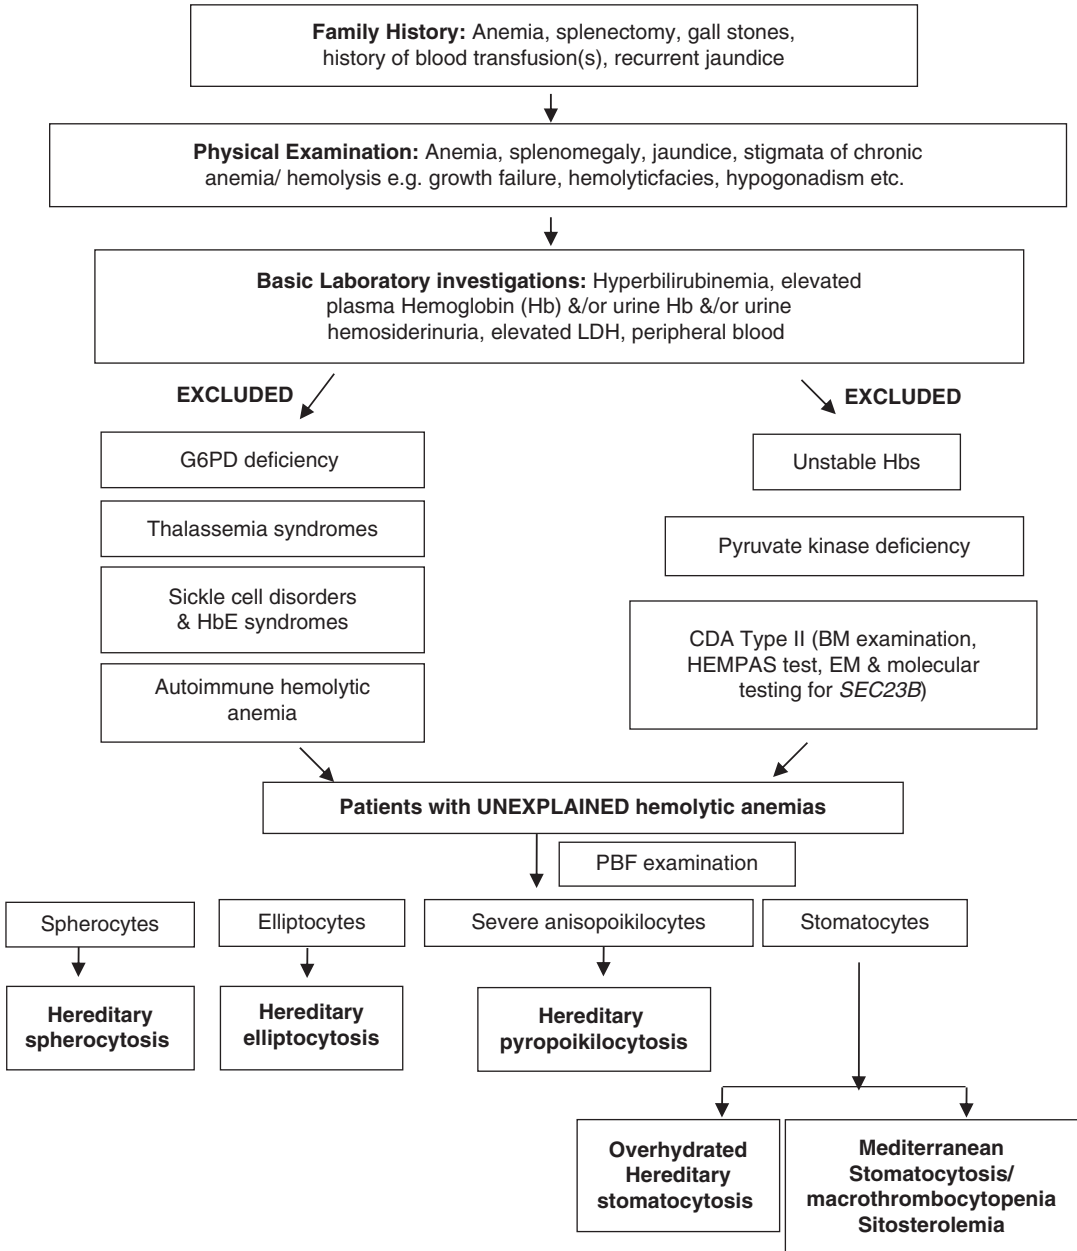 Family History: Anemia, splenectomy, gall stones,
history of blood transfusion(s), recurrent jaundice
Physical Examination: Anemia, splenomegaly, jaundice, stigmata of chronic
anemia/ hemolysis e.g. growth failure, hemolyticfacies, hypogonadism etc.
Basic Laboratory investigations: Hyperbilirubinemia, elevated
plasma Hemoglobin (Hb) &/or urine Hb &/or urine
hemosiderinuria, elevated LDH, peripheral blood
EXCLUDED
G6PD deficiency
Thalassemia syndromes
Sickle cell disorders
& HbE syndromes
Autoimmune hemolytic
anemia
EXCLUDED
Unstable Hbs
Pyruvate kinase deficiency
CDA Type II (BM examination,
HEMPAS test, EM & molecular
testing for SEC23B)
Patients with UNEXPLAINED hemolytic anemias
PBF examination
Spherocytes
Elliptocytes
Severe anisopoikilocytes
Stomatocytes
Hereditary
spherocytosis
Hereditary
elliptocytosis
Hereditary
pyropoikilocytosis
Overhydrated
Hereditary
stomatocytosis
Mediterranean
Stomatocytosis/
macrothrombocytopenia
Sitosterolemia